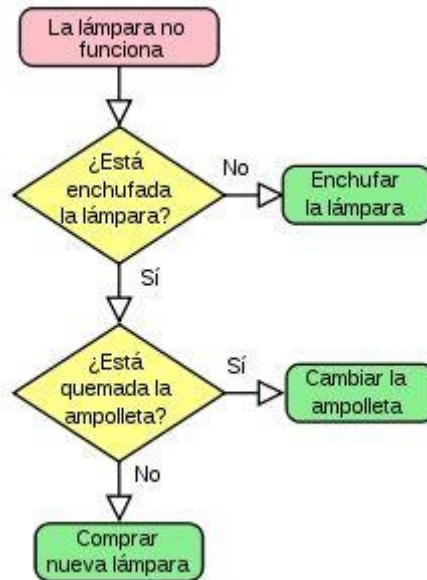 La lámpara no
funciona
¿Está
enchufada
la lámpara?
No
Enchufar
la lámpara
Sí
¿Está
quemada la
ampolleta?
Sí
Cambiar la
ampolleta
No
Comprar
nueva lámpara